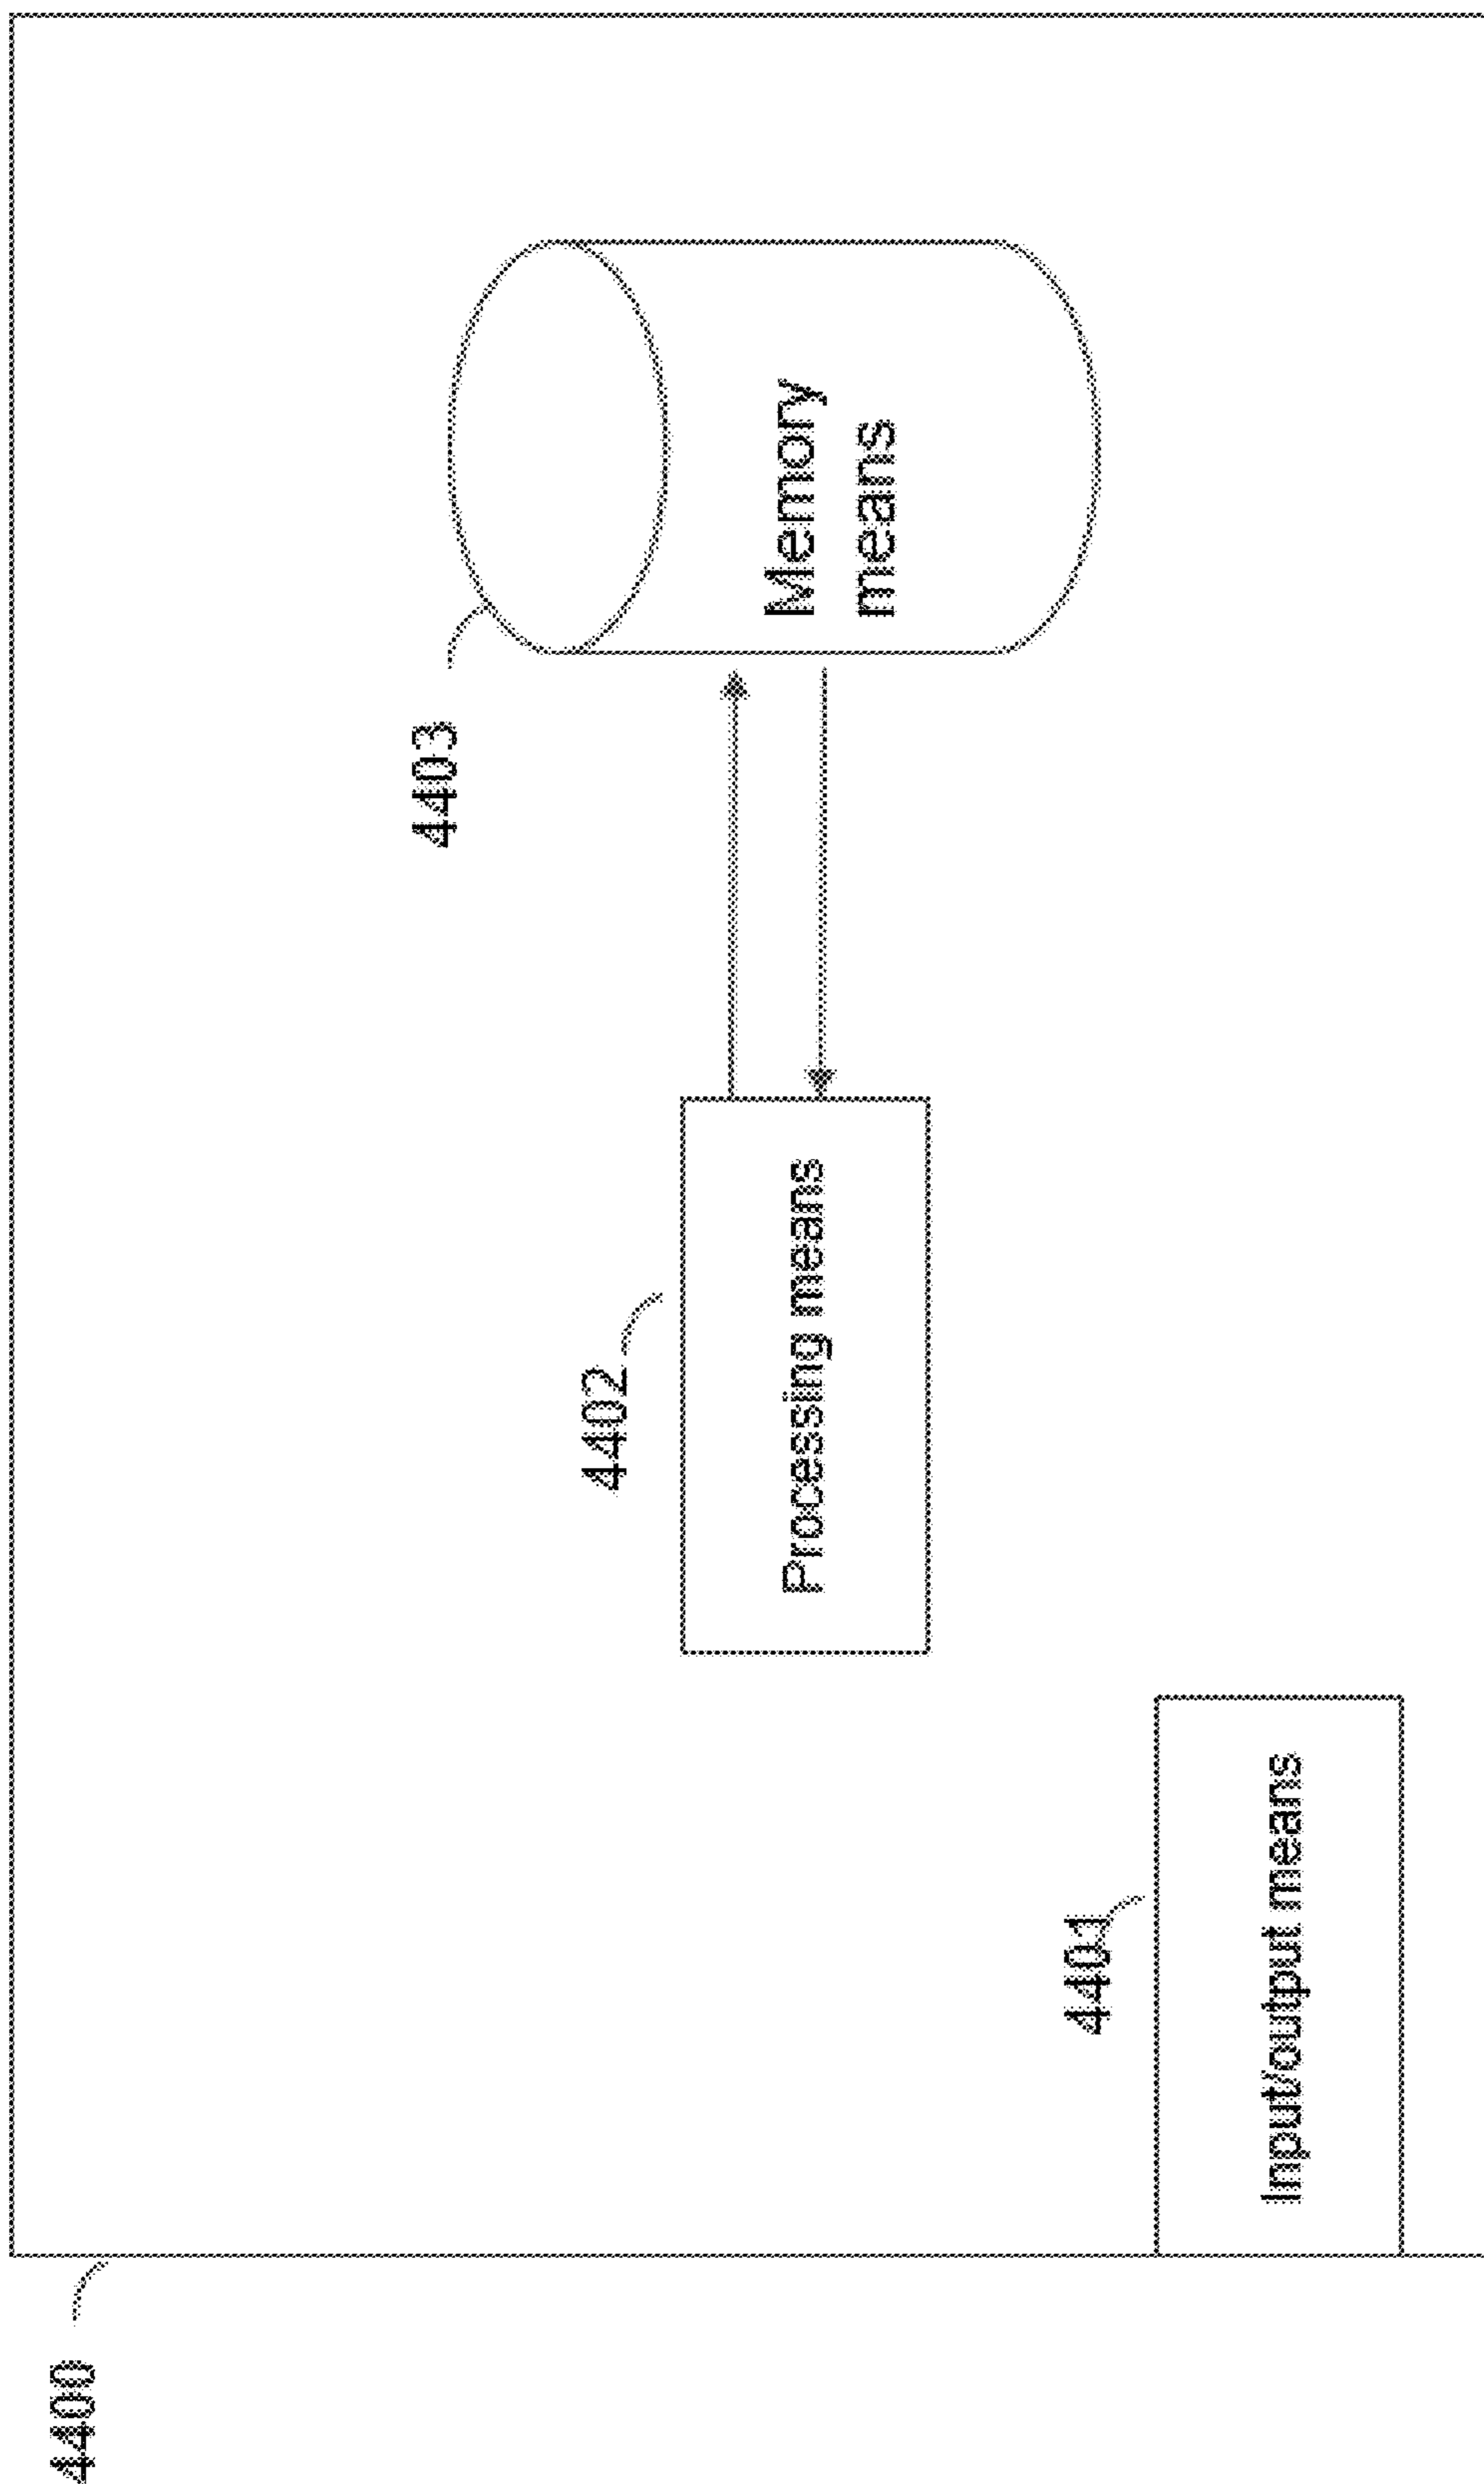 4400
4403
Memory
means
4402
Processing means
4401
Input/output means